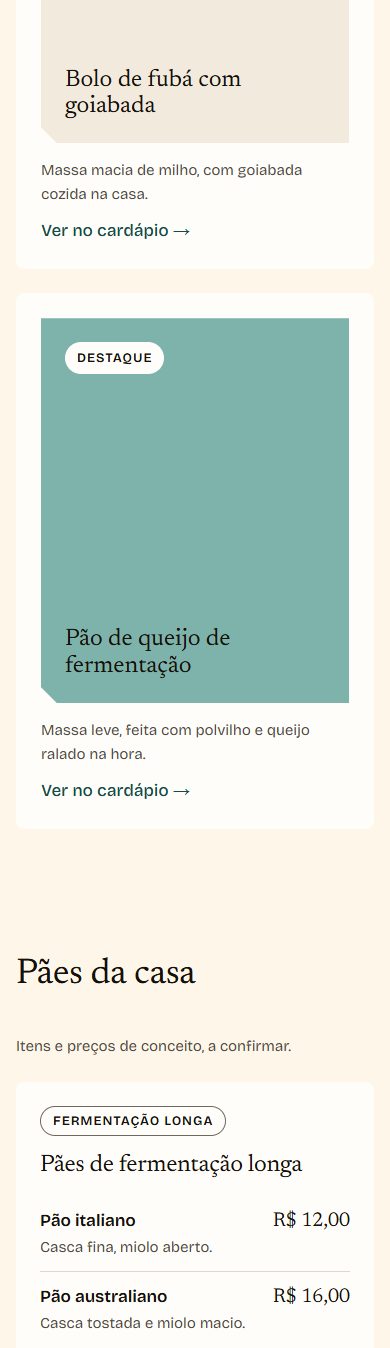 Bolo de fubá com
goiabada
Massa macia de milho, com goiabada
cozida na casa.
Ver no cardápio →
DESTAQUE
Pão de queijo de
fermentação
Massa leve, feita com polvilho e queijo
ralado na hora.
Ver no cardápio →
Pães da casa
Itens e preços de conceito, a confirmar.
FERMENTAÇÃO LONGA
Pães de fermentação longa
Pão italiano R$ 12,00
Casca fina, miolo aberto.
Pão australiano R$ 16,00
Casca tostada e miolo macio.